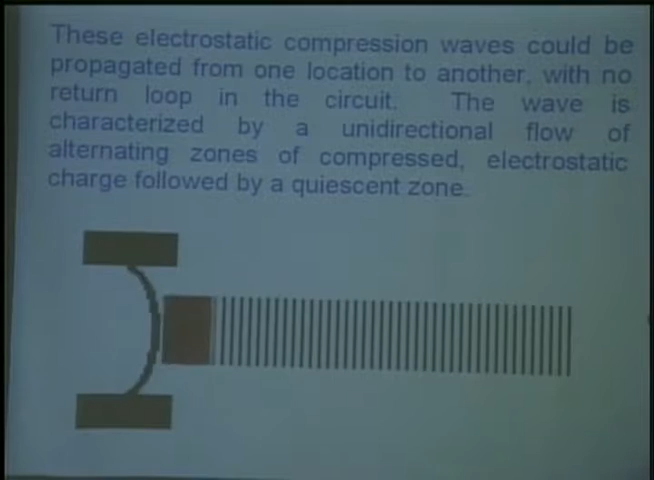 These electrostatic compression waves could be
propagated from one location to another, with no
return loop in the circuit. The wave is
characterized by a unidirectional flow of
alternating zones of compressed, electrostatic
charge followed by a quiescent zone.